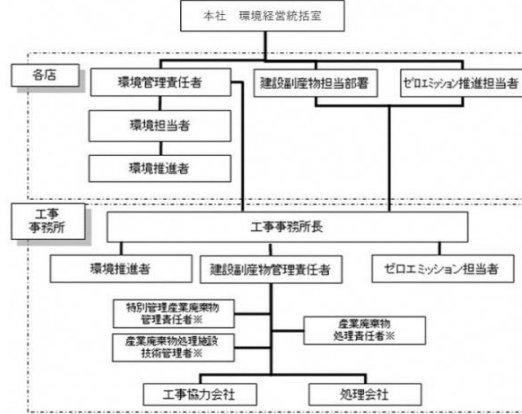 本社 環境経営統括室
各店
環境管理責任者
建設副産物担当部署
ゼロエミッション推進担当者
環境担当者
環境推進者
工事
事務所
工事事務所長
環境推進者
建設副産物管理責任者
ゼロエミッション担当者
特別管理産業廃棄物
管理責任者※
産業廃棄物
処理責任者※
産業廃棄物処理施設
技術管理者※
工事協力会社
処理会社